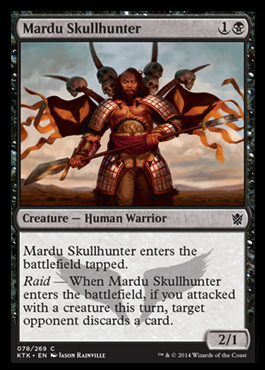 Mardu Skullhunter 1
Creature — Human Warrior
Mardu Skullhunter enters the
battlefield tapped.
Raid — When Mardu Skullhunter
enters the battlefield, if you attacked
with a creature this turn, target
opponent discards a card.
2/1
078/269 C
KTK • EN JASON RAINVILLE
™ & © 2014 Wizards of the Coast